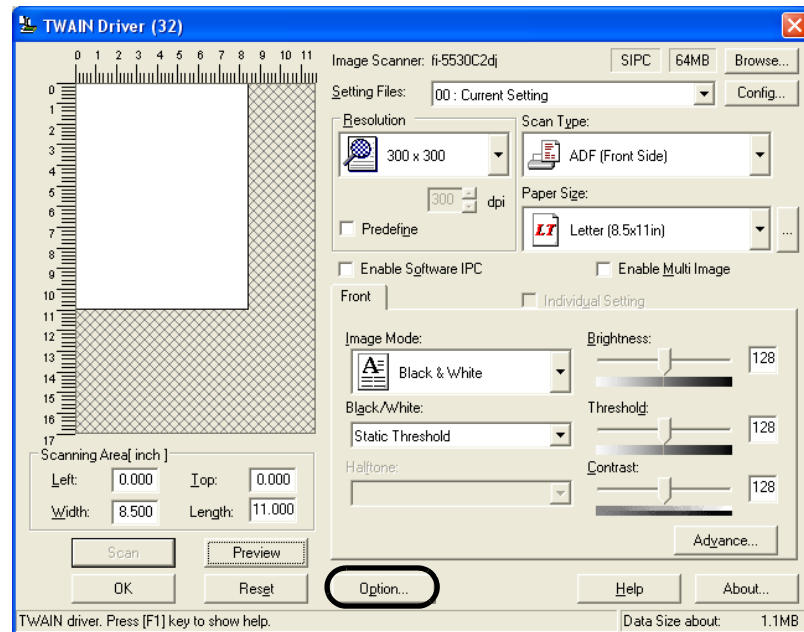 TWAIN Driver (32)
0 1 2 3 4 5 6 7 8 9 10 11
0
1
2
3
4
5
6
7
8
9
10
11
12
13
14
15
16
17
Image Scanner: fi-5530C2dj SIPC 64MB Browse...
Setting Files: 00 : Current Setting Config...
Resolution
300 x 300
300 dpi
Predefine
Scan Type:
ADF (Front Side)
Paper Size:
LT Letter (8.5x11in) ...
Enable Software IPC Enable Multi Image
Front Individual Setting
Image Mode:
A Black & White
Black/White:
Static Threshold
Halftone:
Brightness:
128
Threshold:
128
Contrast:
128
Advance...
Scanning Area[ inch ]
Left: 0.000 Top: 0.000
Width: 8.500 Length: 11.000
Scan Preview
OK Reset Option... Help About...
TWAIN driver. Press [F1] key to show help. Data Size about: 1.1MB